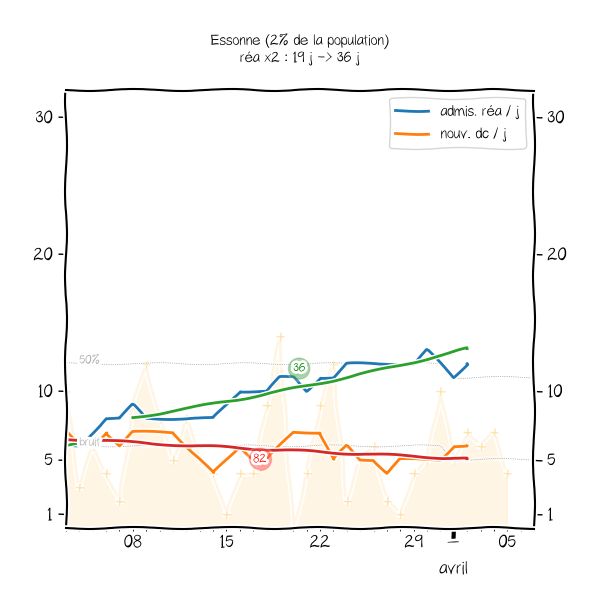 Essonne (2% de la population)
réa x2 : 19 j -> 36 j
admis. réa / j
nouv. dc / j
30 30
20 20
50%
36
10 10
bruit
82
5 5
1 1
08 15 22 29 1 05
avril